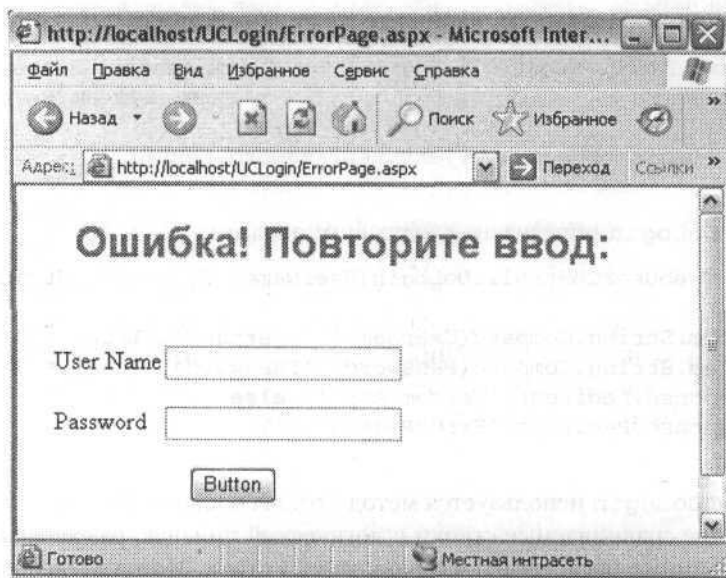 http://localhost/UCLogin/ErrorPage.aspx - Microsoft Inter...
Файл Правка Вид Избранное Сервис Справка
Назад Поиск Избранное »
Адрес: http://localhost/UCLogin/ErrorPage.aspx Переход Ссылки »
Ошибка! Повторите ввод:
User Name
Password
Button
Готово Местная интрасеть